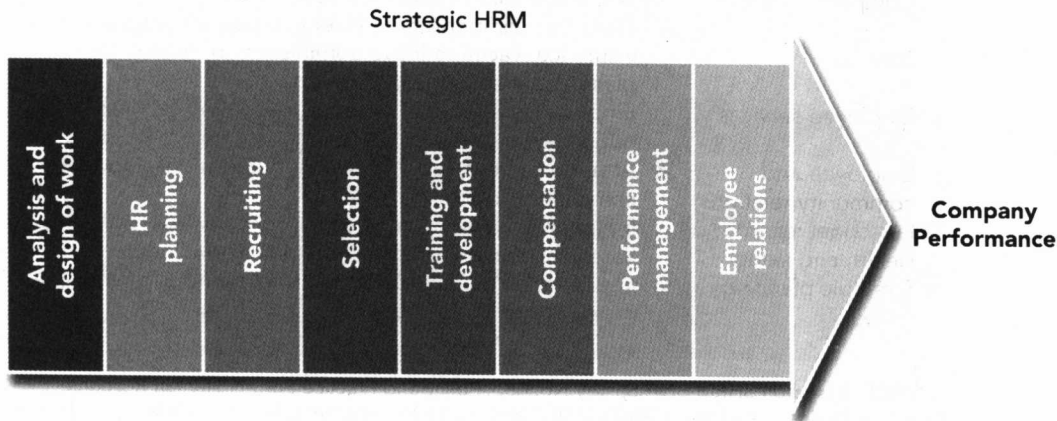 Strategic HRM
Analysis and
design of work
HR
planning
Recruiting
Selection
Training and
development
Compensation
Performance
management
Employee
relations
Company
Performance